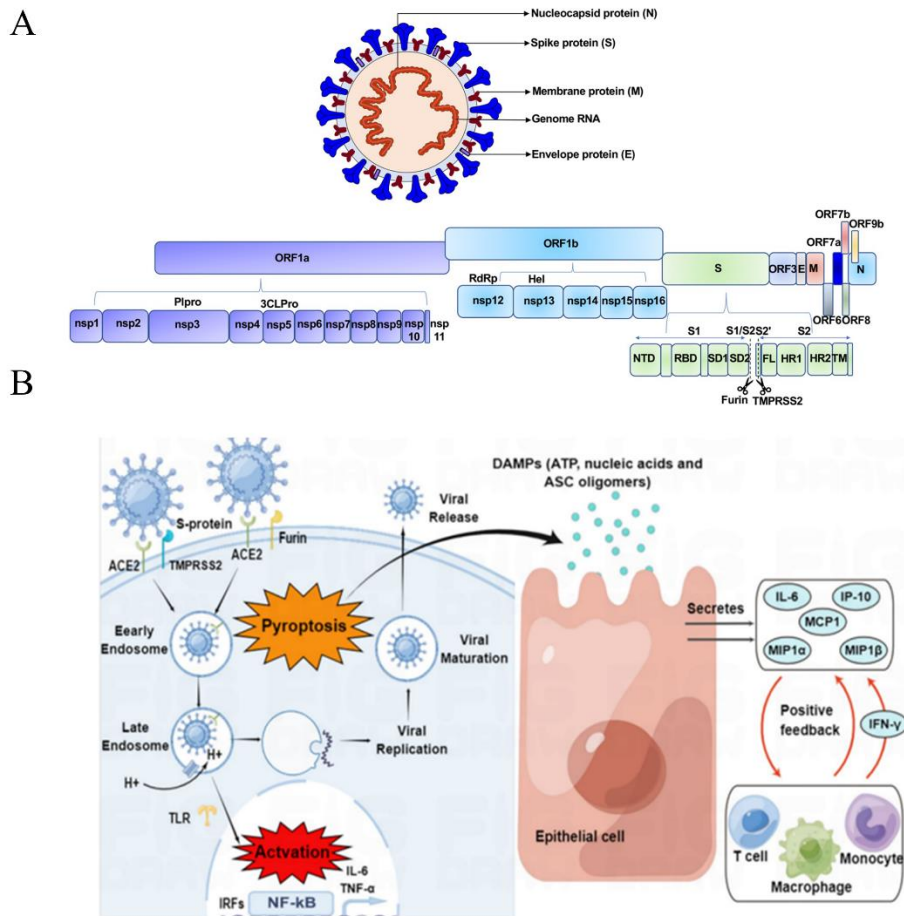 A
Nucleocapsid protein (N)
Spike protein (S)
Membrane protein (M)
Genome RNA
Envelope protein (E)
ORF1a
ORF1b
S
ORF3
E
M
ORF7a
ORF7b
ORF9b
N
ORF6
ORF8
Plpro
3CLPro
nsp1
nsp2
nsp3
nsp4
nsp5
nsp6
nsp7
nsp8
nsp9
nsp
10
nsp
11
RdRp
Hel
nsp12
nsp13
nsp14
nsp15
nsp16
S1
S1/S2
S2'
S2
NTD
RBD
SD1
SD2
FL
HR1
HR2
TM
Furin
TMPRSS2
B
S-protein
ACE2
TMPRSS2
ACE2
Furin
Eearly
Endosome
Pyroptosis
Viral
Release
Viral
Maturation
Late
Endosome
H+
H+
Viral
Replication
TLR
Actvation
IL-6
TNF-α
IRFs
NF-kB
DAMPs (ATP, nucleic acids and
ASC oligomers)
Secretes
IL-6
IP-10
MCP1
MIP1α
MIP1β
Positive
feedback
IFN-γ
Epithelial cell
T cell
Monocyte
Macrophage